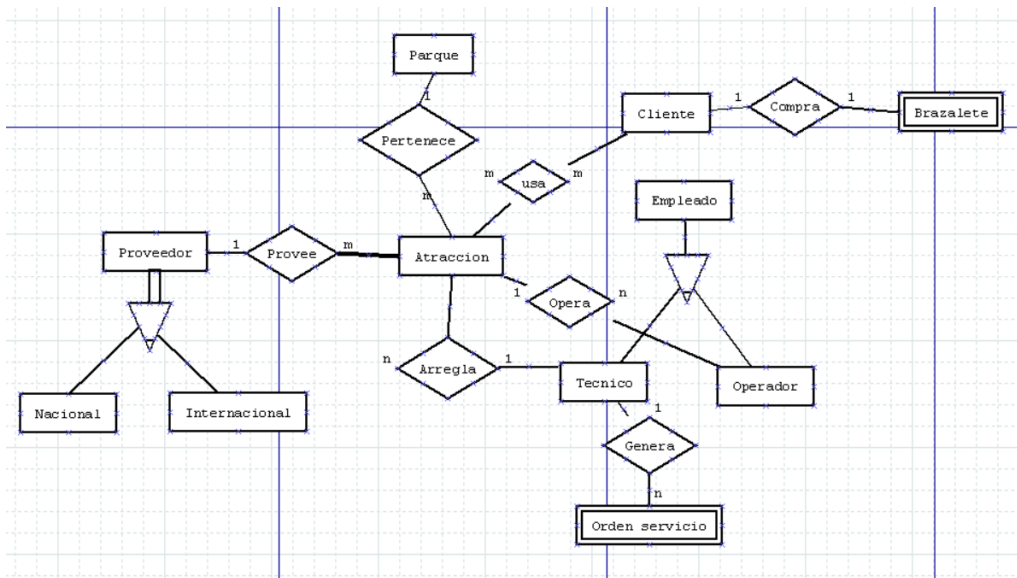 Parque
1
Pertenece
m
Cliente
1
Compra
1
Brazalete
m
usa
m
Empleado
Proveedor
1
Provee
m
Atraccion
1
Opera
n
n
Arregla
1
Tecnico
Operador
Nacional
Internacional
1
Genera
n
Orden servicio